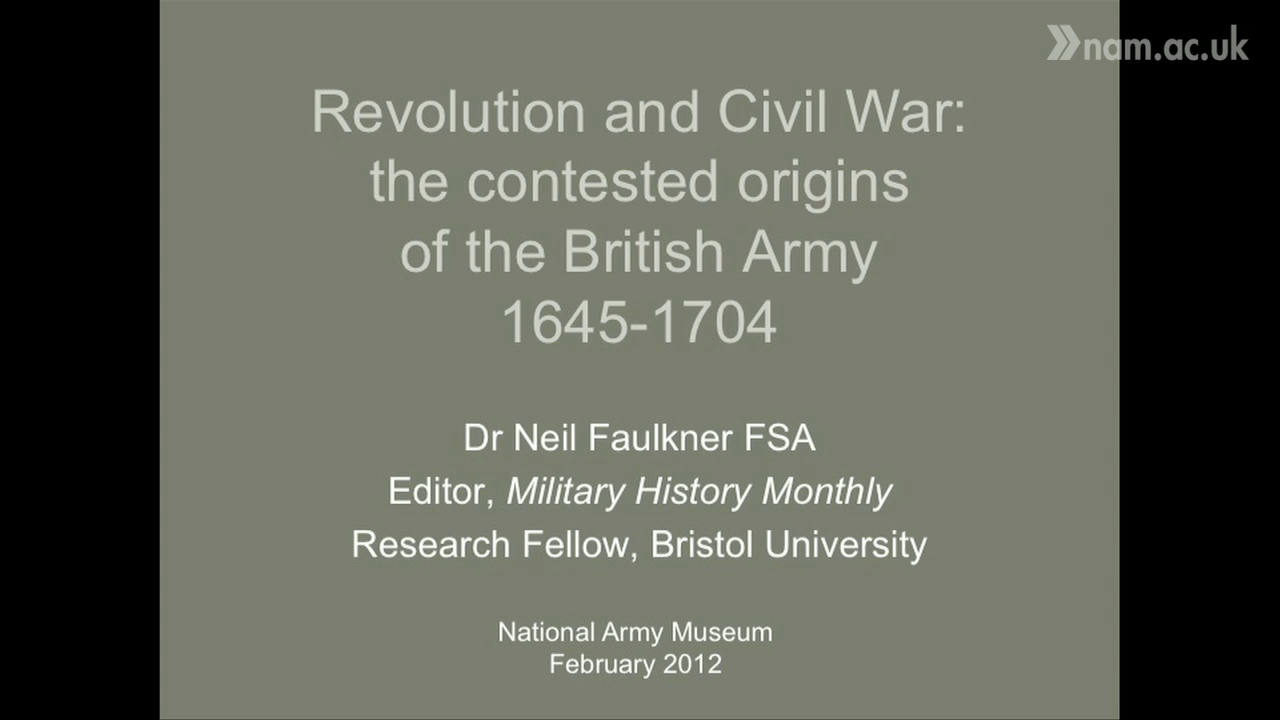 nam.ac.uk
Revolution and Civil War:
the contested origins
of the British Army
1645-1704
Dr Neil Faulkner FSA
Editor, Military History Monthly
Research Fellow, Bristol University
National Army Museum
February 2012